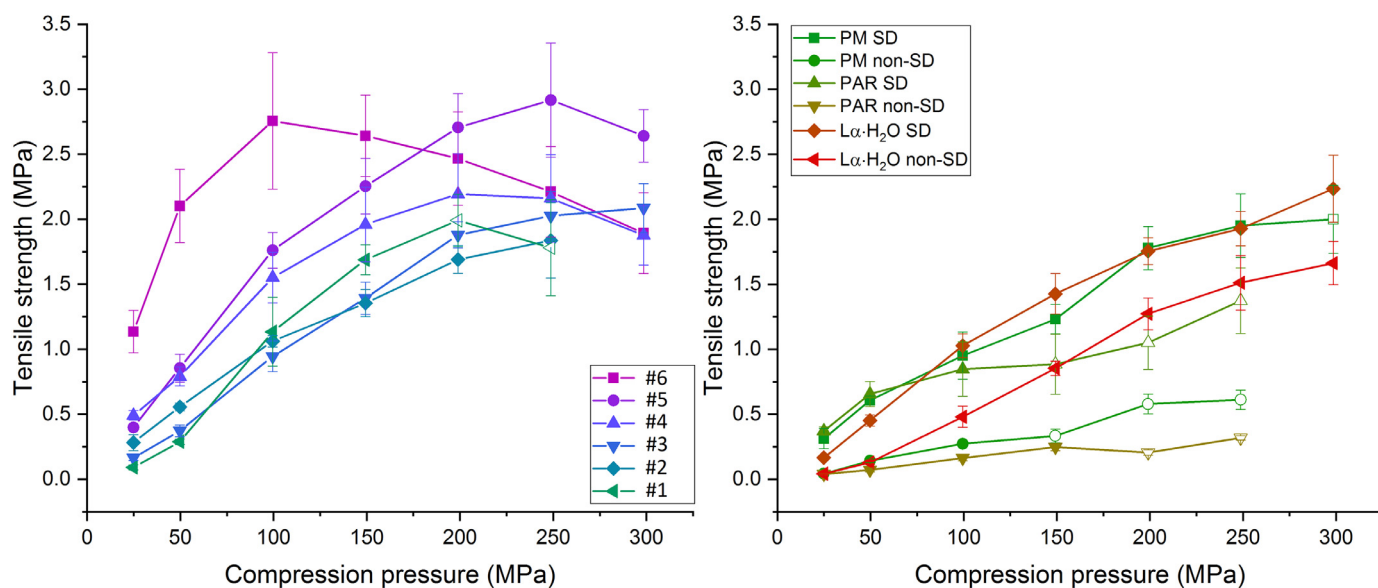 3.5
3.0
2.5
2.0
1.5
1.0
0.5
0.0
Tensile strength (MPa)
#6
#5
#4
#3
#2
#1
0 50 100 150 200 250 300
Compression pressure (MPa)
3.5
3.0
2.5
2.0
1.5
1.0
0.5
0.0
Tensile strength (MPa)
PM SD
PM non-SD
PAR SD
PAR non-SD
Lα·H₂O SD
Lα·H₂O non-SD
0 50 100 150 200 250 300
Compression pressure (MPa)